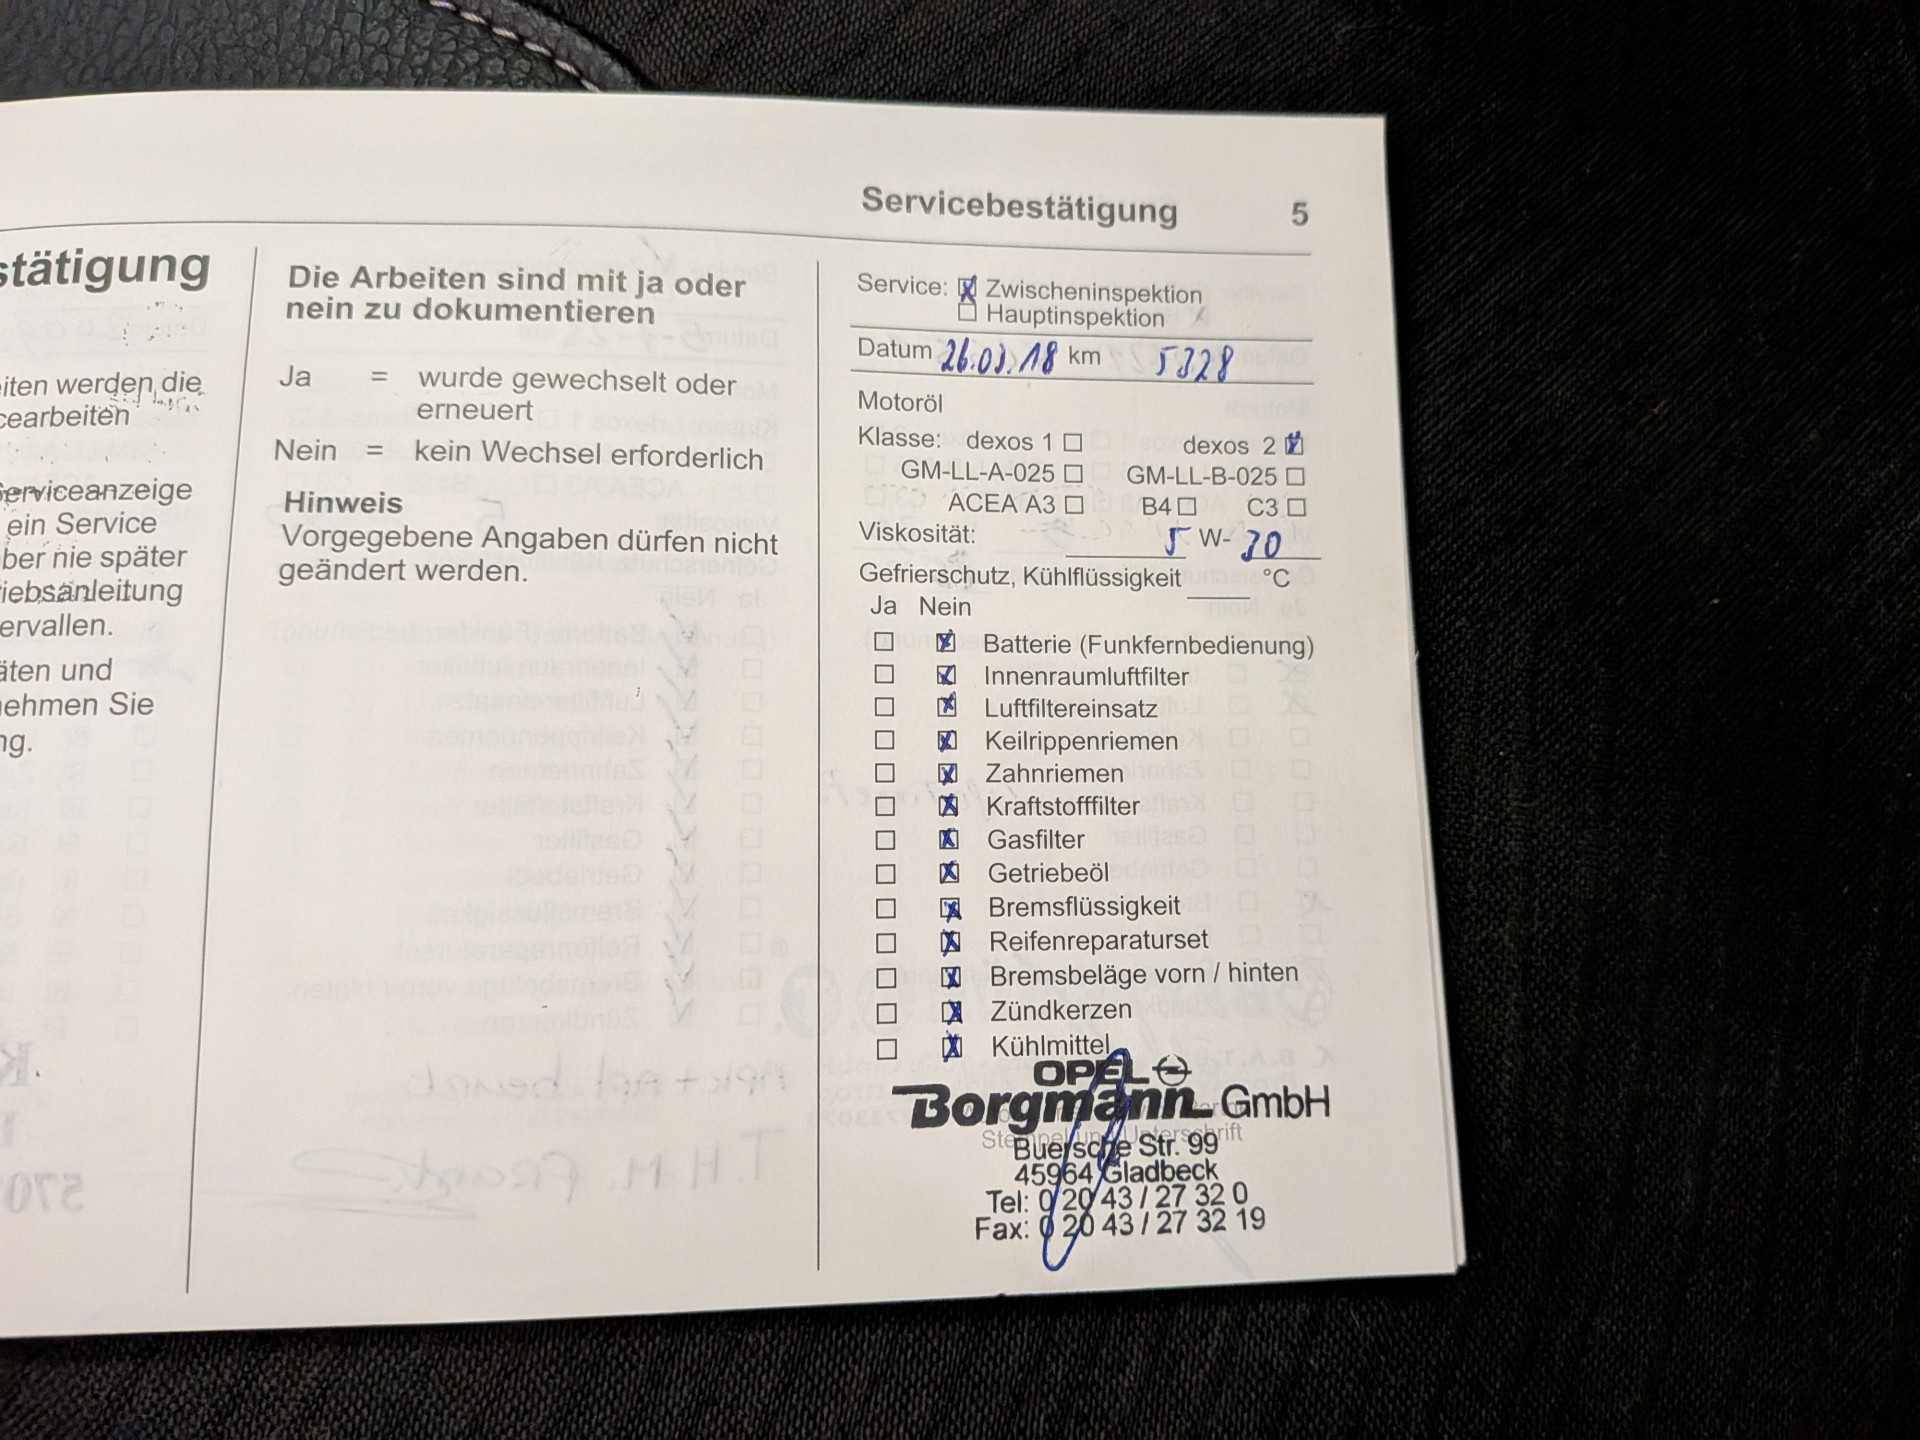 Servicebestätigung 5
stätigung
eiten werden die
cearbeiten
Serviceanzeige
ein Service
ber nie später
iebsanleitung
ervallen.
äten und
nehmen Sie
ng.
Die Arbeiten sind mit ja oder
nein zu dokumentieren
Ja = wurde gewechselt oder
erneuert
Nein = kein Wechsel erforderlich
Hinweis
Vorgegebene Angaben dürfen nicht
geändert werden.
Service: ☒ Zwischeninspektion
☐ Hauptinspektion
Datum 26.03.18 km 5328
Motoröl
Klasse: dexos 1 ☐ dexos 2 ☒
GM-LL-A-025 ☐ GM-LL-B-025 ☐
ACEA A3 ☐ B4 ☐ C3 ☐
Viskosität: 5 W- 30
Gefrierschutz, Kühlflüssigkeit ____ °C
Ja Nein
☐ ☒ Batterie (Funkfernbedienung)
☐ ☒ Innenraumluftfilter
☐ ☒ Luftfiltereinsatz
☐ ☒ Keilrippenriemen
☐ ☒ Zahnriemen
☐ ☒ Kraftstofffilter
☐ ☒ Gasfilter
☐ ☒ Getriebeöl
☐ ☒ Bremsflüssigkeit
☐ ☒ Reifenreparaturset
☐ ☒ Bremsbeläge vorn / hinten
☐ ☒ Zündkerzen
☐ ☒ Kühlmittel
OPEL
Borgmann GmbH
Stempel und Unterschrift
Buersche Str. 99
45964 Gladbeck
Tel: 0 20 43 / 27 32 0
Fax: 0 20 43 / 27 32 19